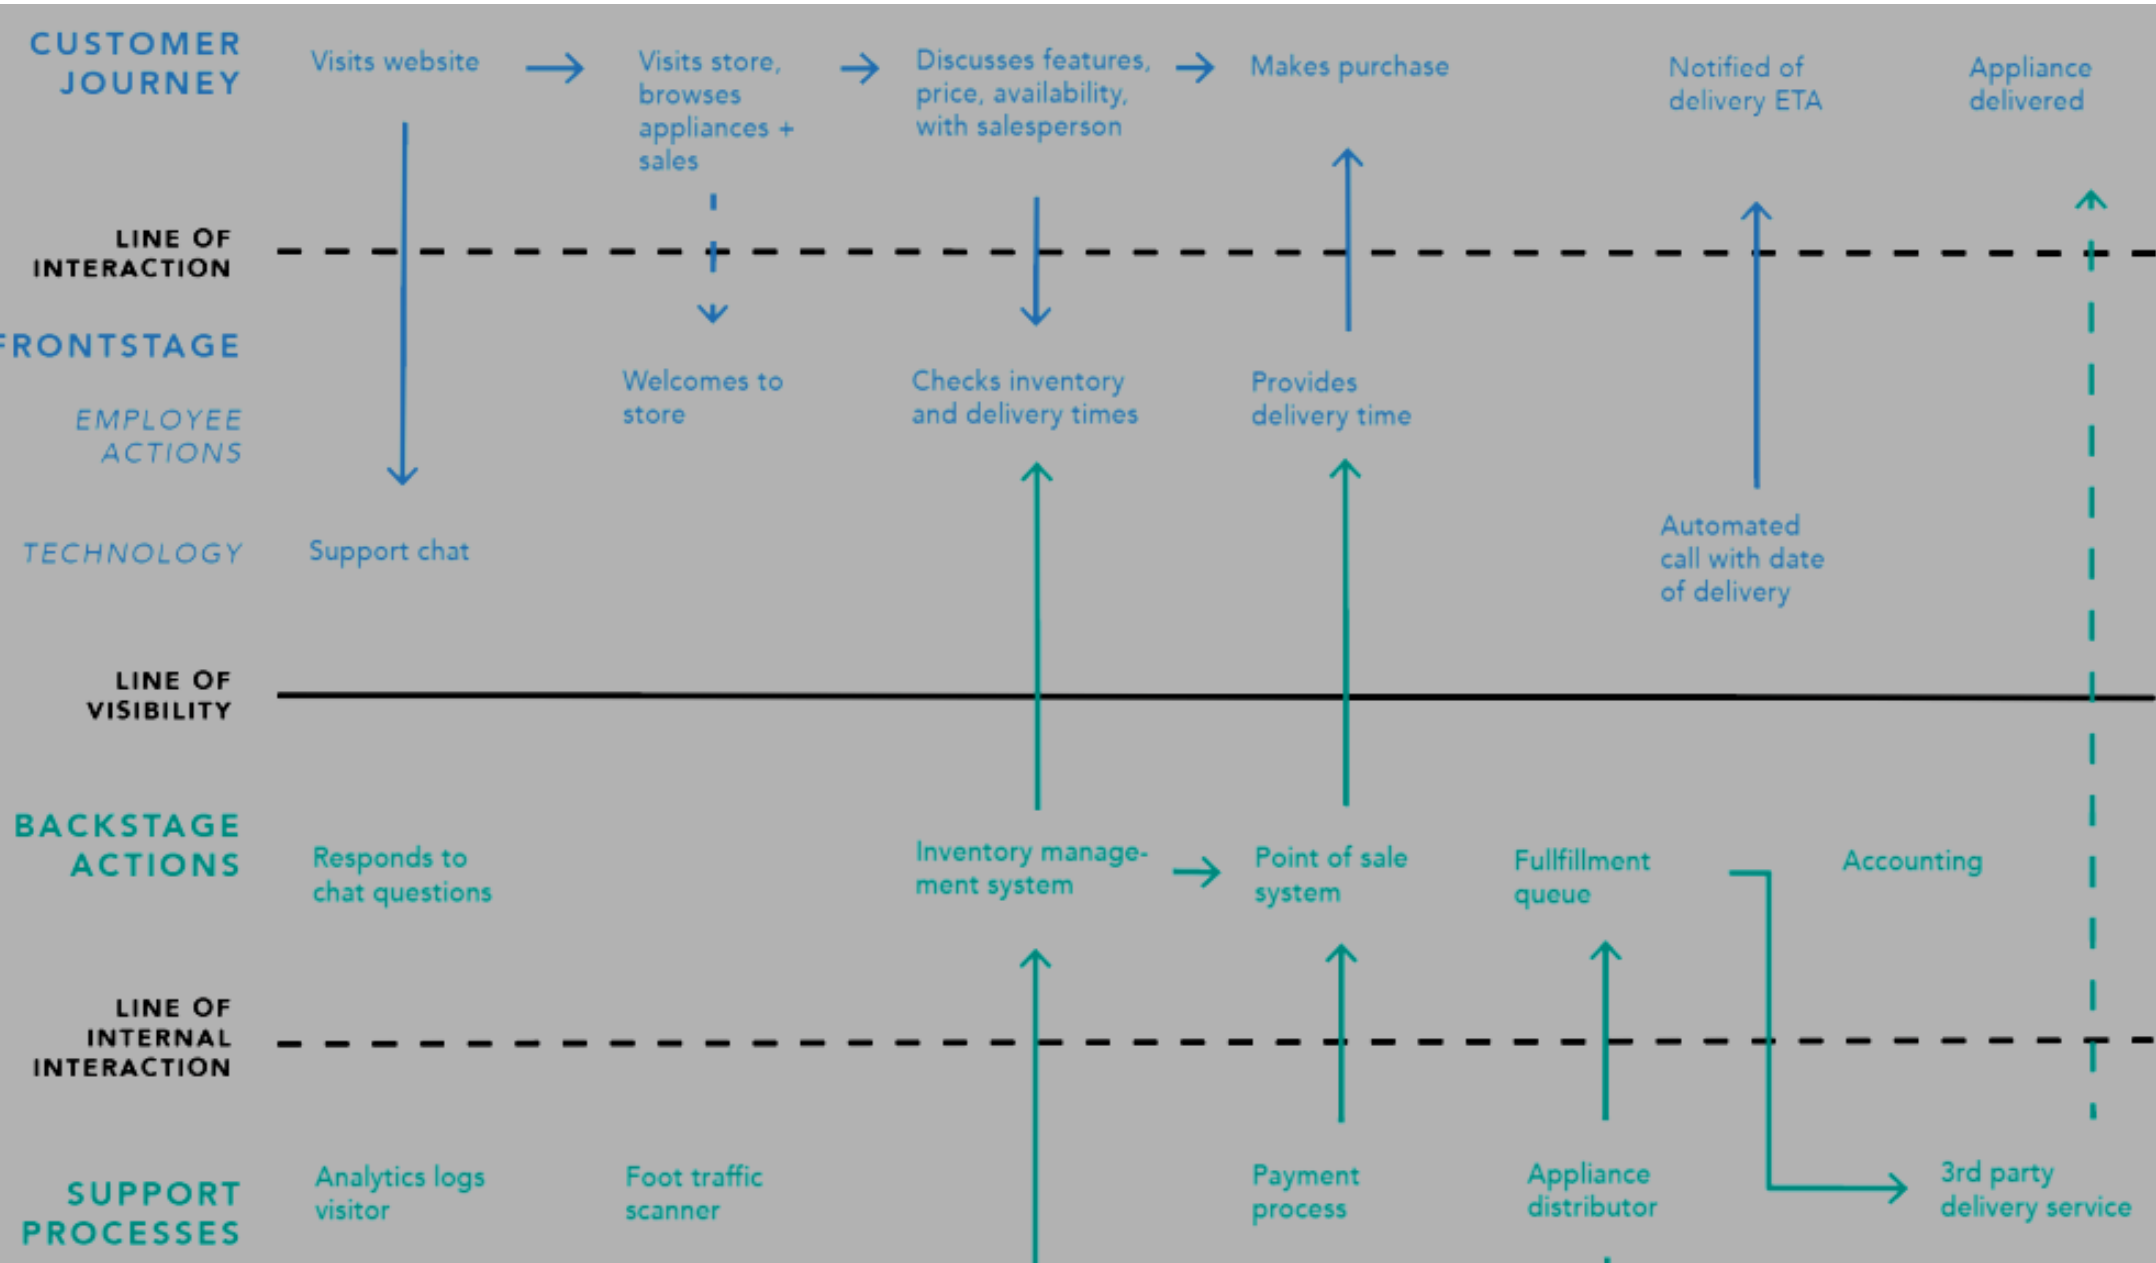 CUSTOMER
JOURNEY
Visits website
Visits store,
browses
appliances +
sales
Discusses features,
price, availability,
with salesperson
Makes purchase
Notified of
delivery ETA
Appliance
delivered
LINE OF
INTERACTION
FRONTSTAGE
EMPLOYEE
ACTIONS
Welcomes to
store
Checks inventory
and delivery times
Provides
delivery time
TECHNOLOGY
Support chat
Automated
call with date
of delivery
LINE OF
VISIBILITY
BACKSTAGE
ACTIONS
Responds to
chat questions
Inventory manage-
ment system
Point of sale
system
Fullfillment
queue
Accounting
LINE OF
INTERNAL
INTERACTION
SUPPORT
PROCESSES
Analytics logs
visitor
Foot traffic
scanner
Payment
process
Appliance
distributor
3rd party
delivery service